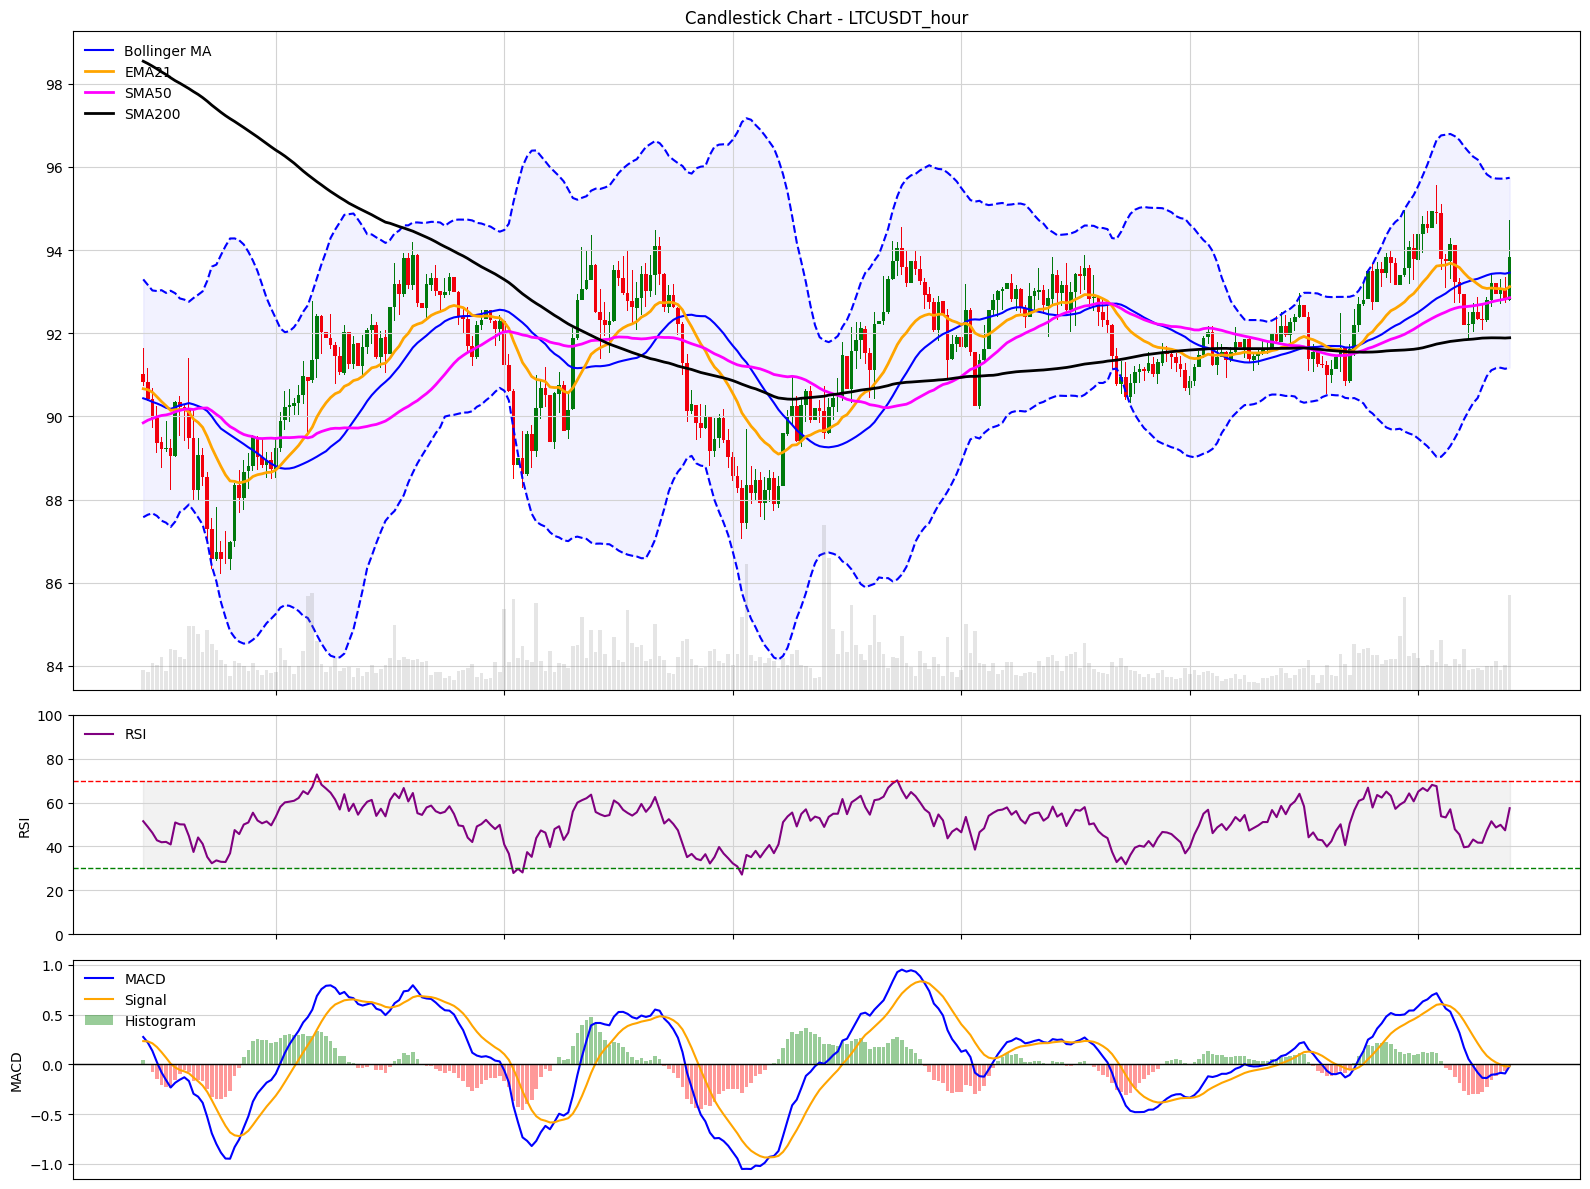 Candlestick Chart - LTCUSDT_hour
Bollinger MA
EMA21
SMA50
SMA200
98
96
94
92
90
88
86
84
RSI
100
80
60
40
20
0
RSI
MACD
Signal
Histogram
1.0
0.5
0.0
−0.5
−1.0
MACD